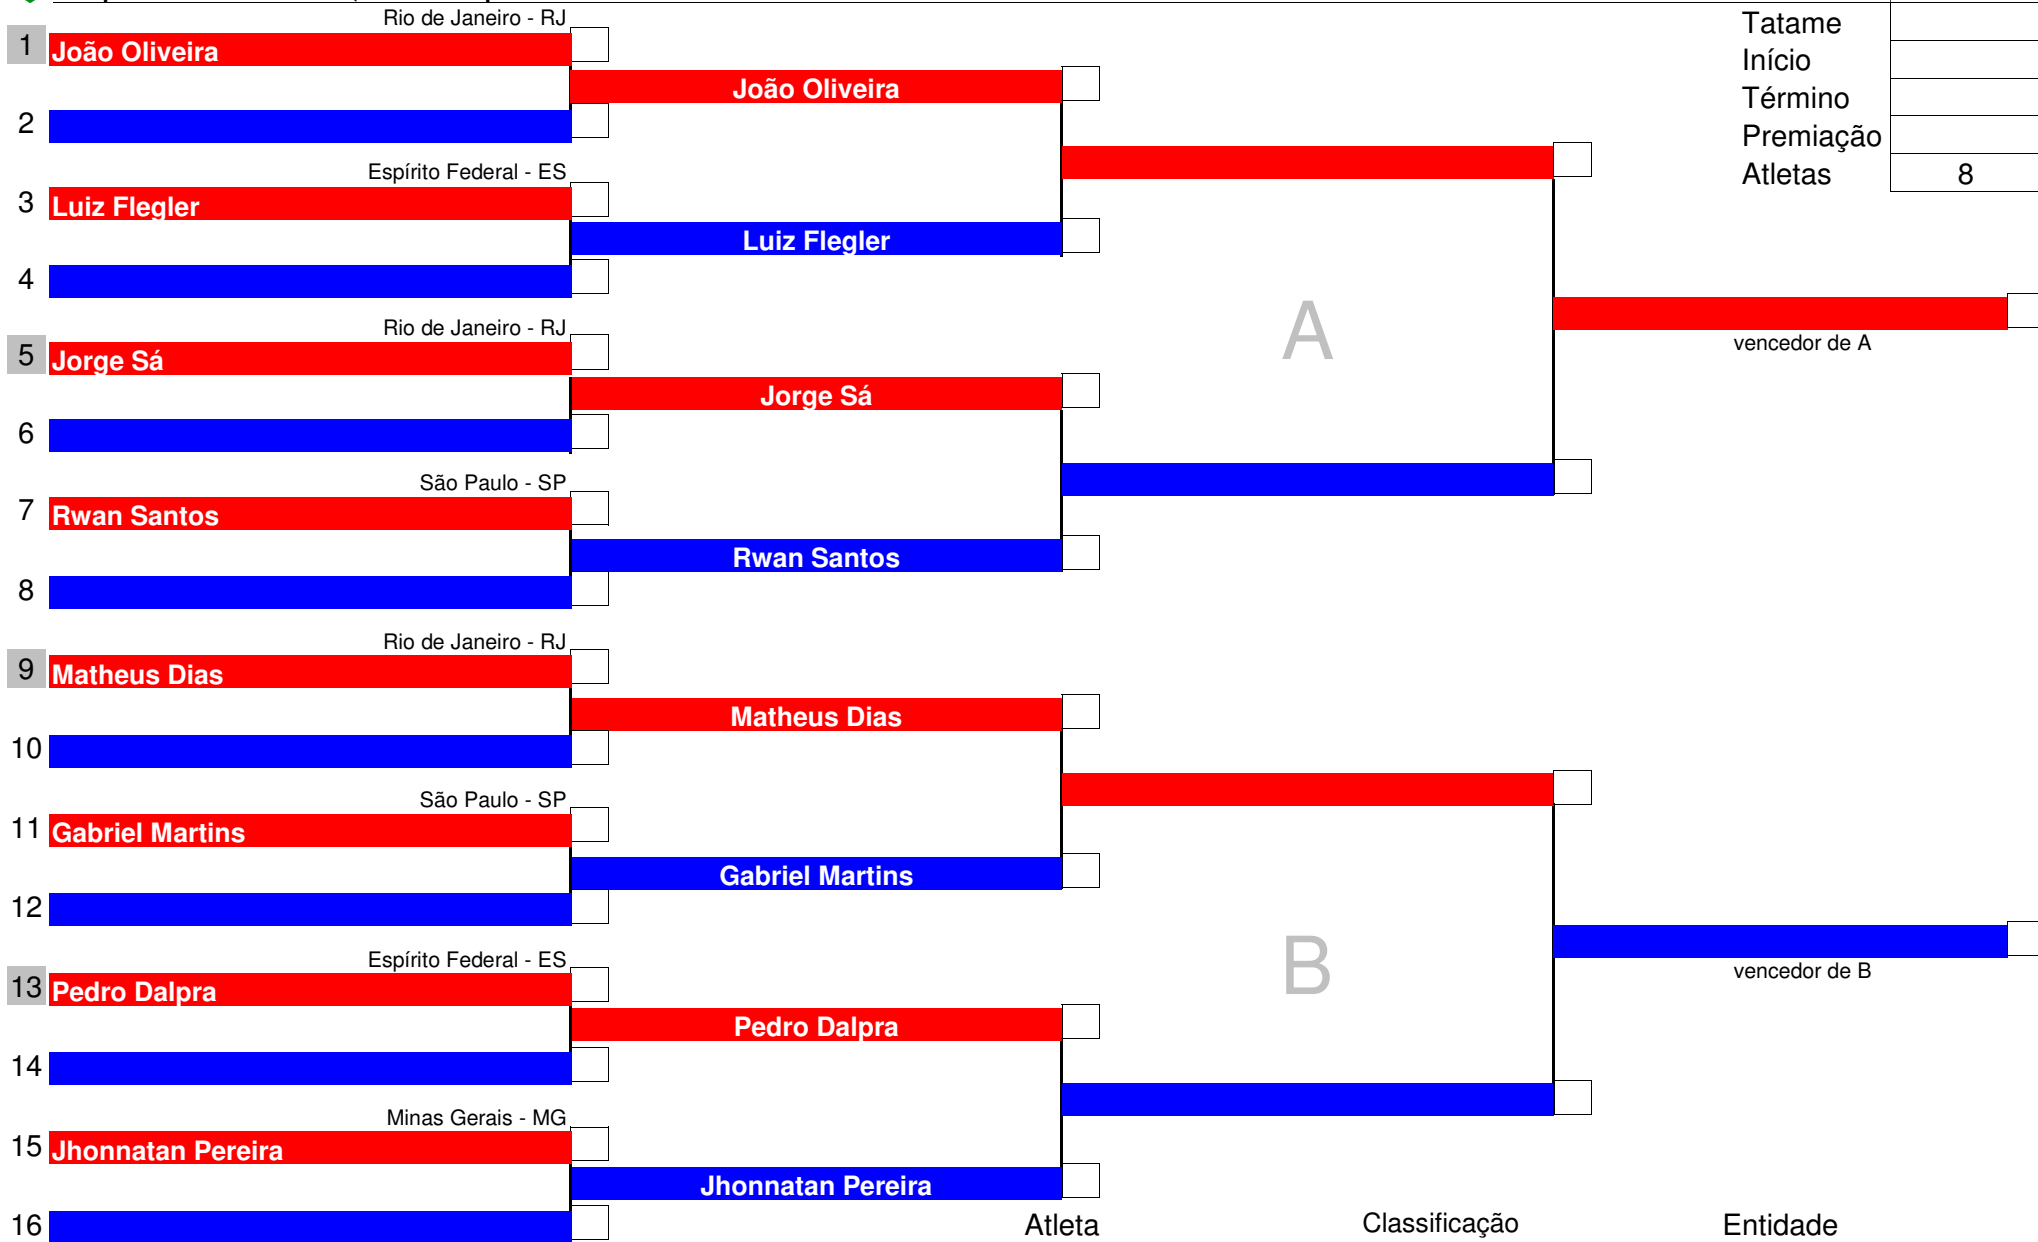 Rio de Janeiro - RJ
1 João Oliveira
João Oliveira
2
Espírito Federal - ES
3 Luiz Flegler
Luiz Flegler
4
Rio de Janeiro - RJ
5 Jorge Sá
Jorge Sá
6
São Paulo - SP
7 Rwan Santos
Rwan Santos
8
Rio de Janeiro - RJ
9 Matheus Dias
Matheus Dias
10
São Paulo - SP
11 Gabriel Martins
Gabriel Martins
12
Espírito Federal - ES
13 Pedro Dalpra
Pedro Dalpra
14
Minas Gerais - MG
15 Jhonnatan Pereira
Jhonnatan Pereira
16
A
B
Tatame
Início
Término
Premiação
Atletas 8
vencedor de A
vencedor de B
Atleta Classificação Entidade